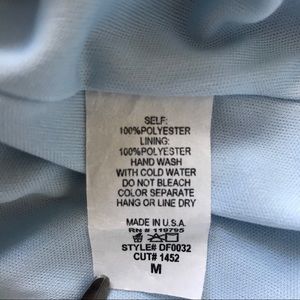 SELF:
100%POLYESTER
LINING:
100%POLYESTER
HAND WASH
WITH COLD WATER
DO NOT BLEACH
COLOR SEPARATE
HANG OR LINE DRY
MADE IN U.S.A.
RN # 119795
STYLE# DF0032
CUT# 1452
M